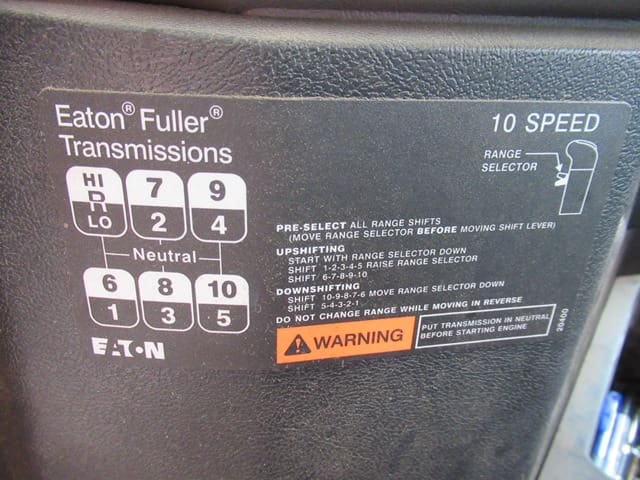 Eaton® Fuller®
Transmissions
10 SPEED
RANGE
SELECTOR
HI 7 9
R
LO 2 4
Neutral
6 8 10
1 3 5
EATON
PRE-SELECT ALL RANGE SHIFTS
(MOVE RANGE SELECTOR BEFORE MOVING SHIFT LEVER)
UPSHIFTING
START WITH RANGE SELECTOR DOWN
SHIFT 1-2-3-4-5 RAISE RANGE SELECTOR
SHIFT 6-7-8-9-10
DOWNSHIFTING
SHIFT 10-9-8-7-6 MOVE RANGE SELECTOR DOWN
SHIFT 5-4-3-2-1
DO NOT CHANGE RANGE WHILE MOVING IN REVERSE
WARNING
PUT TRANSMISSION IN NEUTRAL
BEFORE STARTING ENGINE
20400